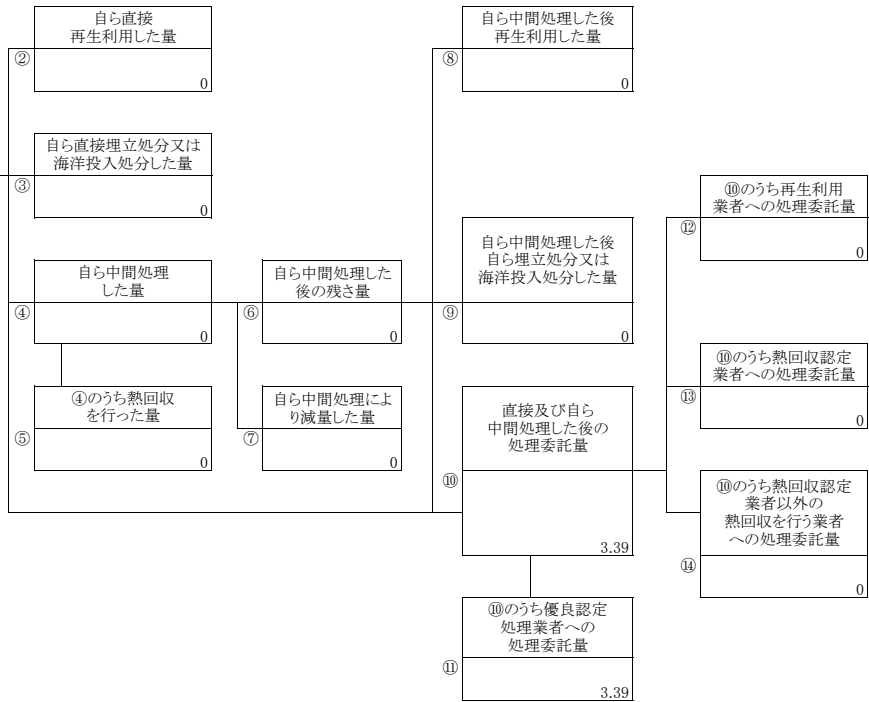 自ら直接
再生利用した量
②
0
自ら直接埋立処分又は
海洋投入処分した量
③
0
自ら中間処理
した量
④
0
④のうち熱回収
を行った量
⑤
0
自ら中間処理した
後の残さ量
⑥
0
自ら中間処理によ
り減量した量
⑦
0
自ら中間処理した後
再生利用した量
⑧
0
自ら中間処理した後
自ら埋立処分又は
海洋投入処分した量
⑨
0
直接及び自ら
中間処理した後の
処理委託量
⑩
3.39
⑩のうち優良認定
処理業者への
処理委託量
⑪
3.39
⑩のうち再生利用
業者への処理委託量
⑫
0
⑩のうち熱回収認定
業者への処理委託量
⑬
0
⑩のうち熱回収認定
業者以外の
熱回収を行う業者
への処理委託量
⑭
0